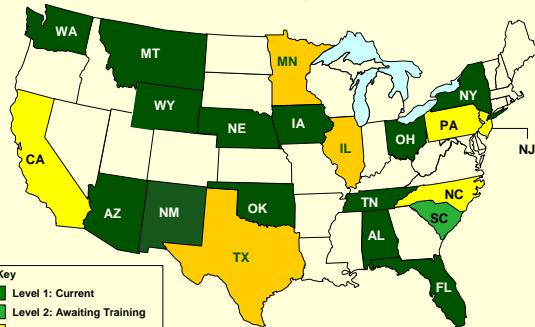 WA
MT
MN
WY
NY
NE
IA
PA
OH
IL
NJ
CA
NC
AZ
NM
OK
TN
SC
AL
TX
FL
Key
Level 1: Current
Level 2: Awaiting Training